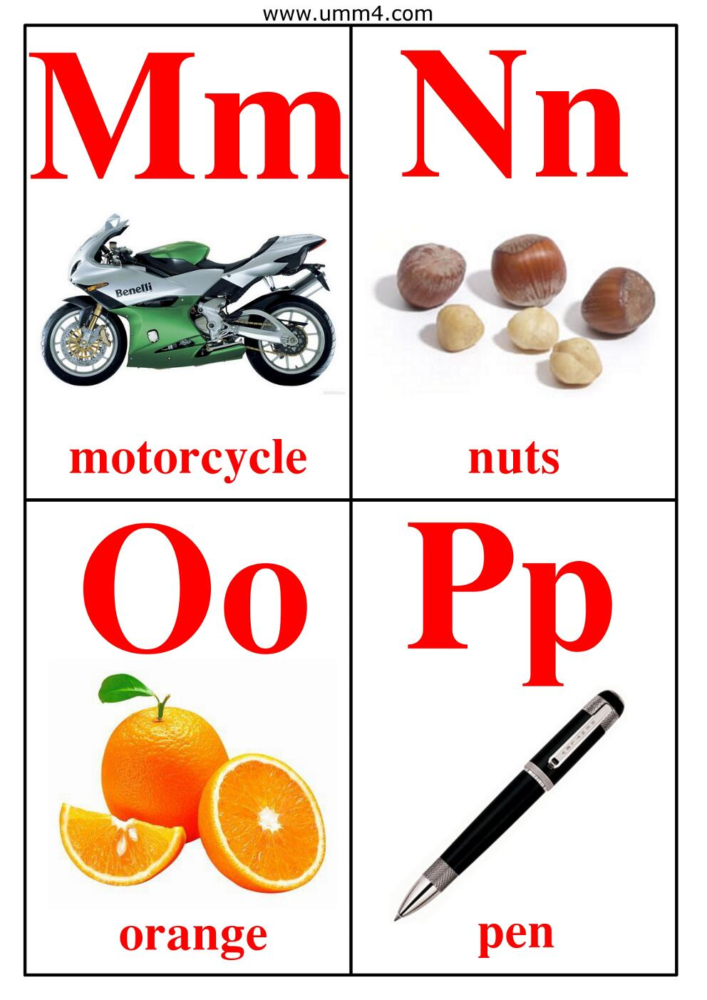 www.umm4.com
Mm
Benelli
motorcycle
Nn
nuts
Oo
orange
Pp
pen